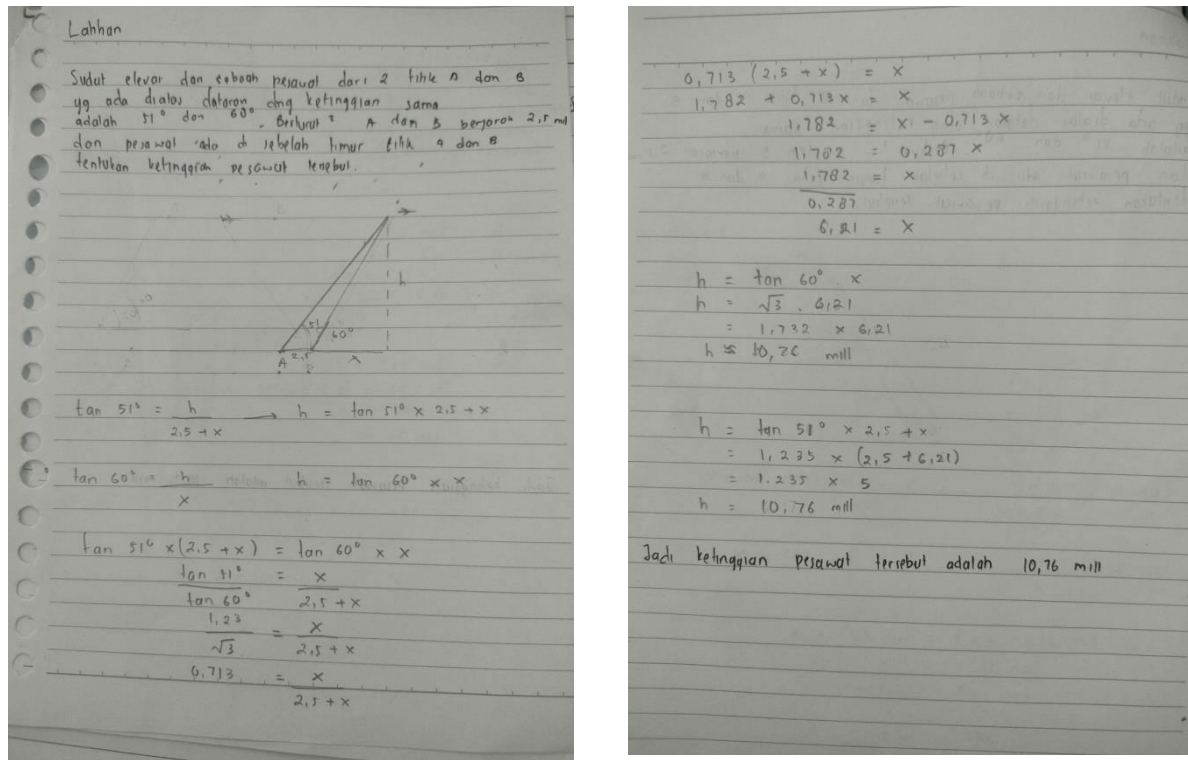 Latihan
Sudut elevasi dan sebuah pesawat dari 2 titik A dan B
yg ada diatas dataran dng ketinggian sama
adalah 51° dan 60°. Berturut² A dan B berjarak 2,5 mil
dan pesawat ada di sebelah timur titik A dan B
tentukan ketinggian pesawat tersebut.
h
51
60°
A 2,5 B x
tan 51° = h / 2,5 + x → h = tan 51° × 2,5 + x
tan 60° = h / x h = tan 60° × x
tan 51° × (2,5 + x) = tan 60° × x
tan 51° / tan 60° = x / 2,5 + x
1,23 / √3 = x / 2,5 + x
0,713 = x / 2,5 + x
0,713 (2,5 + x) = x
1,782 + 0,713 x = x
1,782 = x - 0,713 x
1,782 = 0,287 x
1,782 / 0,287 = x
6,21 = x
h = tan 60° . x
h = √3 . 6,21
= 1,732 × 6,21
h ≈ 10,76 mill
h = tan 51° × 2,5 + x
= 1,235 × (2,5 + 6,21)
= 1.235 × 5
h = 10,76 mill
Jadi ketinggian pesawat tersebut adalah 10,76 mill